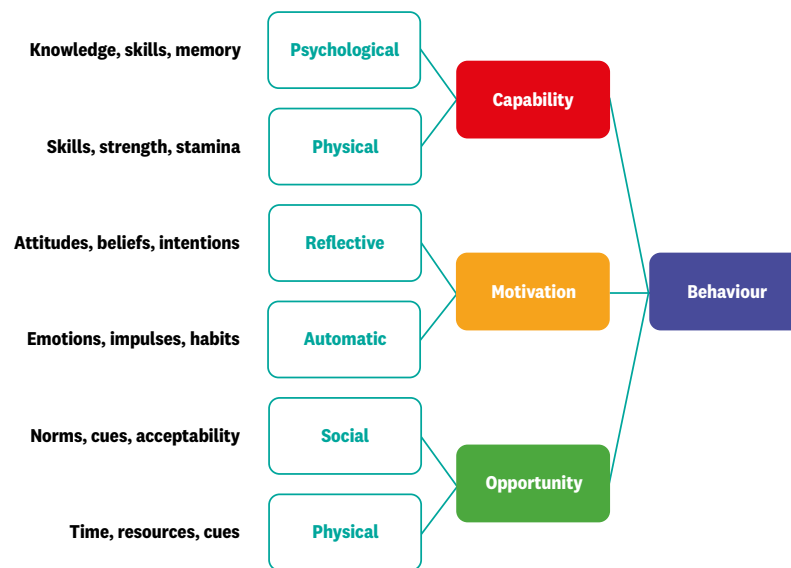 Knowledge, skills, memory
Psychological
Capability
Skills, strength, stamina
Physical
Attitudes, beliefs, intentions
Reflective
Motivation
Behaviour
Emotions, impulses, habits
Automatic
Norms, cues, acceptability
Social
Opportunity
Time, resources, cues
Physical